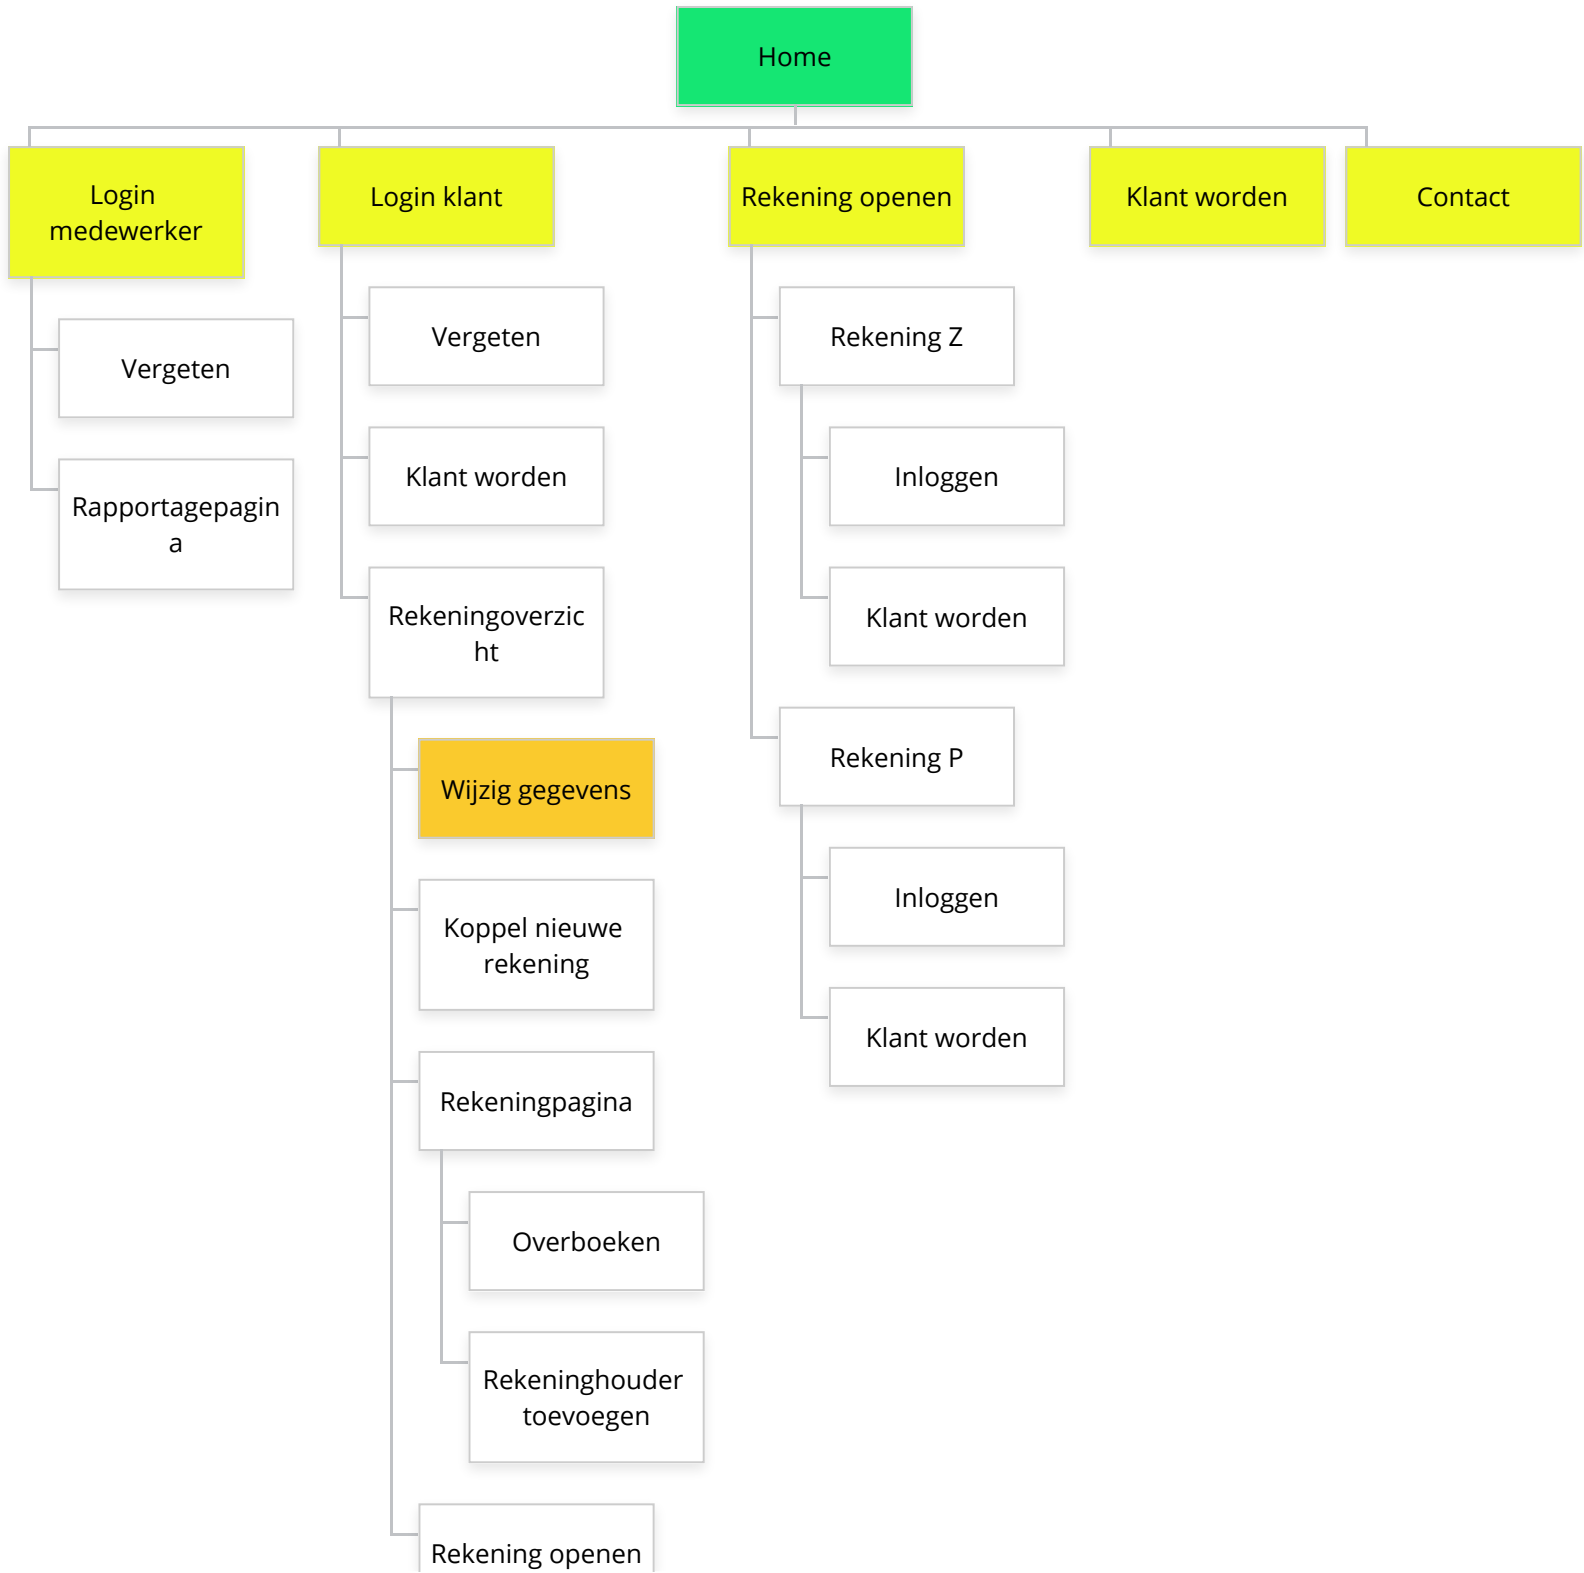 Home
Login
medewerker
Login klant
Rekening openen
Klant worden
Contact
Vergeten
Rapportagepagin
a
Vergeten
Klant worden
Rekeningoverzic
ht
Wijzig gegevens
Koppel nieuwe
rekening
Rekeningpagina
Overboeken
Rekeninghouder
toevoegen
Rekening openen
Rekening Z
Inloggen
Klant worden
Rekening P
Inloggen
Klant worden